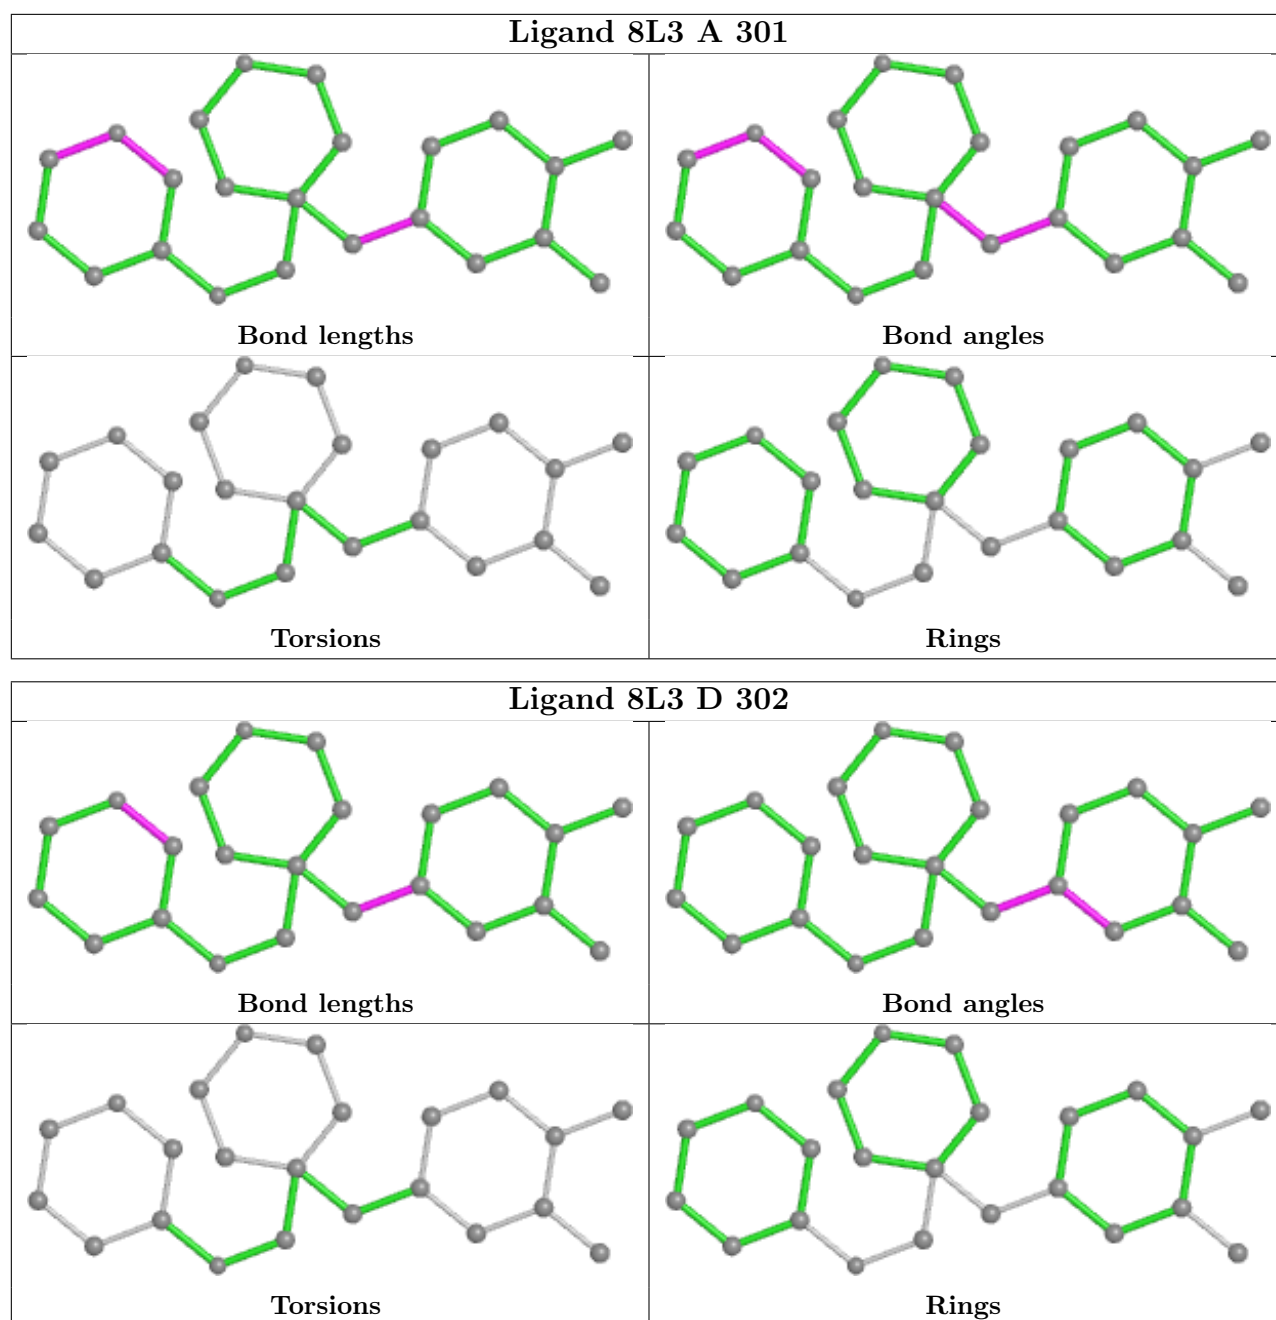 Ligand 8L3 A 301
Bond lengths
Bond angles
Torsions
Rings
Ligand 8L3 D 302
Bond lengths
Bond angles
Torsions
Rings